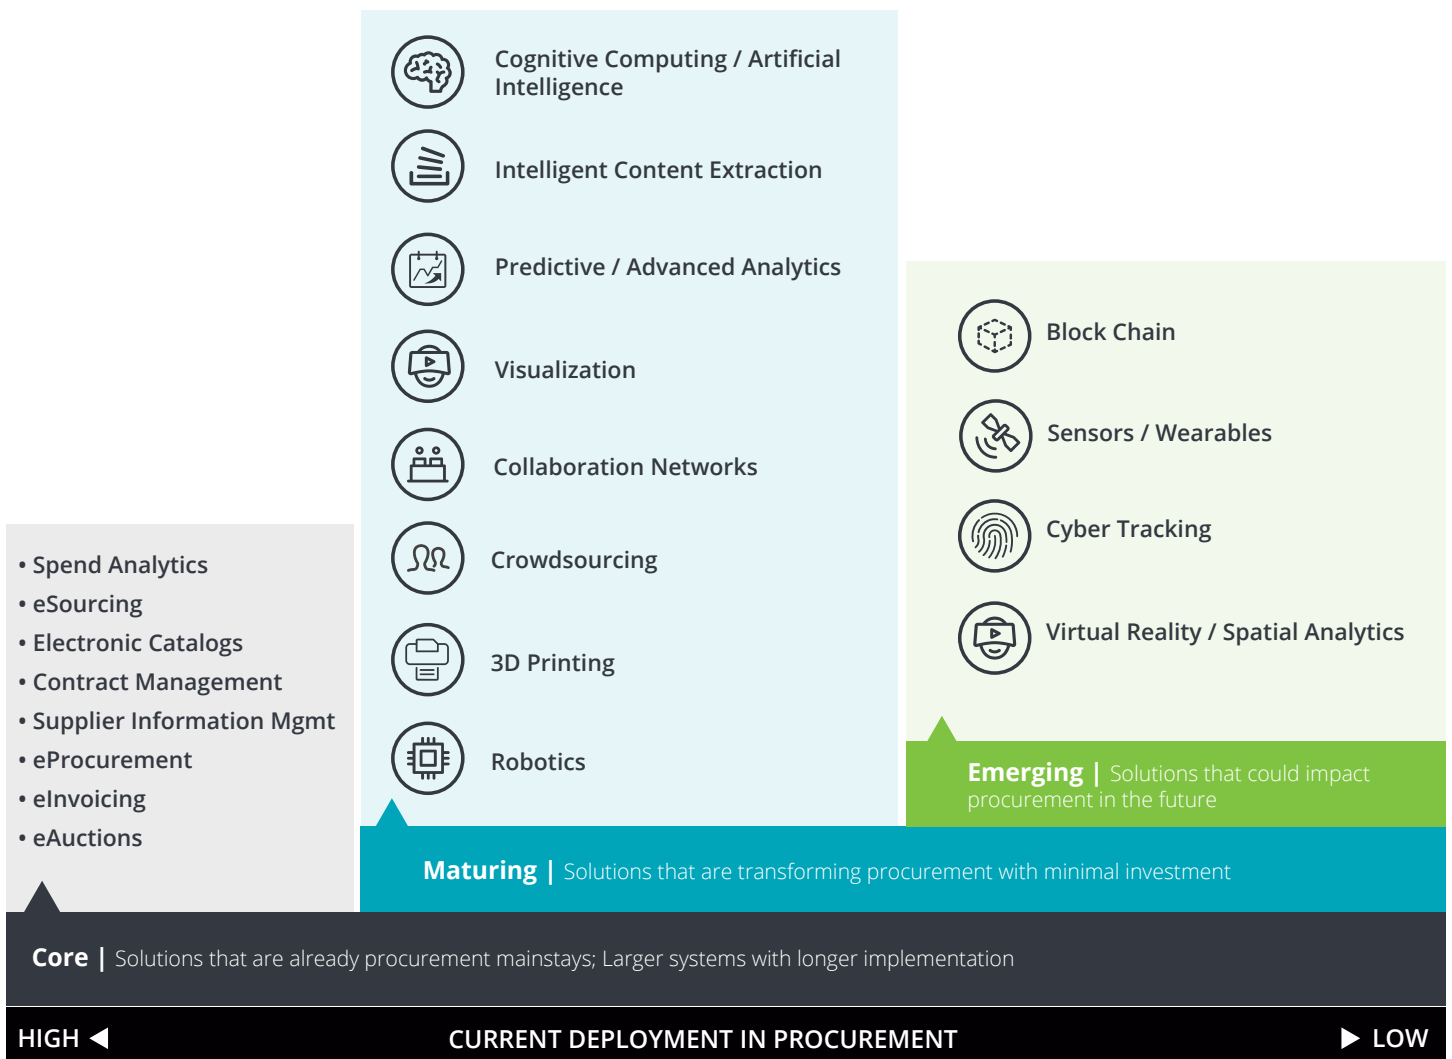 Cognitive Computing / Artificial
Intelligence
Intelligent Content Extraction
Predictive / Advanced Analytics
Visualization
Collaboration Networks
Crowdsourcing
3D Printing
Robotics
Block Chain
Sensors / Wearables
Cyber Tracking
Virtual Reality / Spatial Analytics
• Spend Analytics
• eSourcing
• Electronic Catalogs
• Contract Management
• Supplier Information Mgmt
• eProcurement
• eInvoicing
• eAuctions
Emerging | Solutions that could impact
procurement in the future
Maturing | Solutions that are transforming procurement with minimal investment
Core | Solutions that are already procurement mainstays; Larger systems with longer implementation
HIGH ◀ CURRENT DEPLOYMENT IN PROCUREMENT ▶ LOW